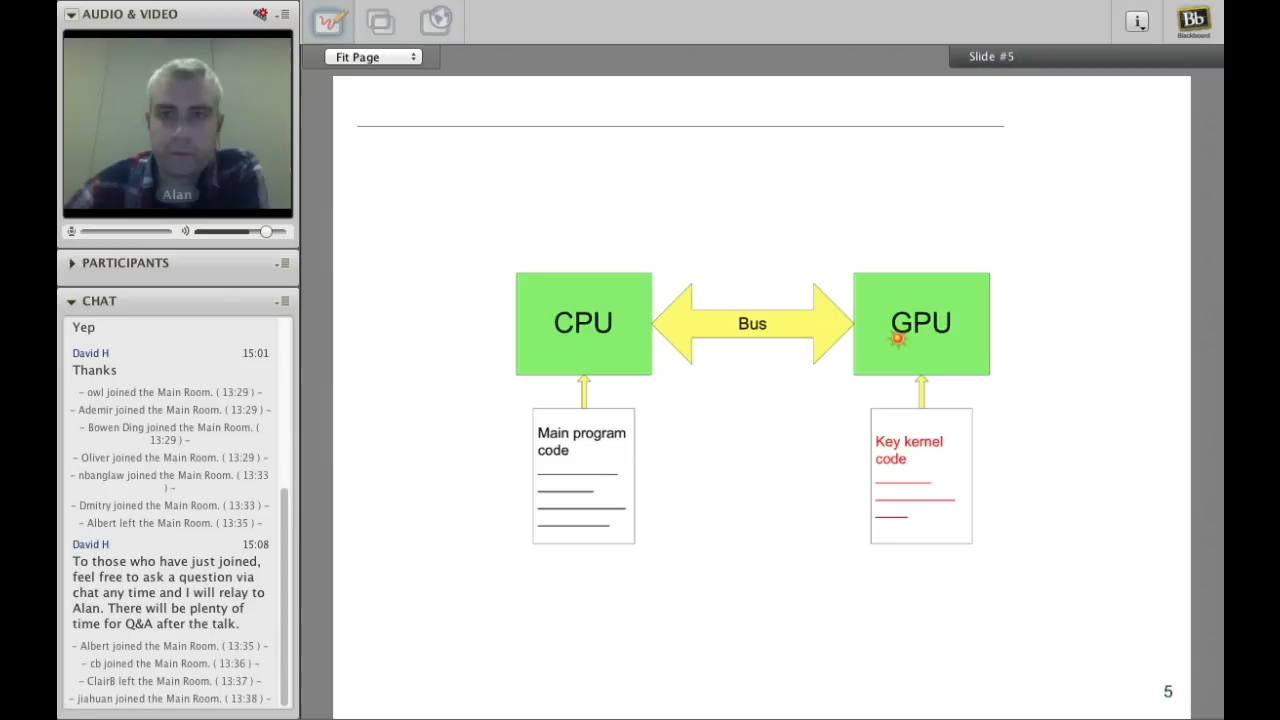 AUDIO & VIDEO
Alan
PARTICIPANTS
CHAT
Yep
David H 15:01
Thanks
– owl joined the Main Room. ( 13:29 ) –
– Ademir joined the Main Room. ( 13:29 ) –
– Bowen Ding joined the Main Room. (
13:29 ) –
– Oliver joined the Main Room. ( 13:29 ) –
– nbanglaw joined the Main Room. ( 13:33
) –
– Dmitry joined the Main Room. ( 13:33 ) –
– Albert left the Main Room. ( 13:35 ) –
David H 15:08
To those who have just joined,
feel free to ask a question via
chat any time and I will relay to
Alan. There will be plenty of
time for Q&A after the talk.
– Albert joined the Main Room. ( 13:35 ) –
– cb joined the Main Room. ( 13:36 ) –
– ClairB left the Main Room. ( 13:37 ) –
– jiahuan joined the Main Room. ( 13:38 ) –
i
Bb
Blackboard
Fit Page
Slide #5
CPU
Bus
GPU
Main program
code
Key kernel
code
5